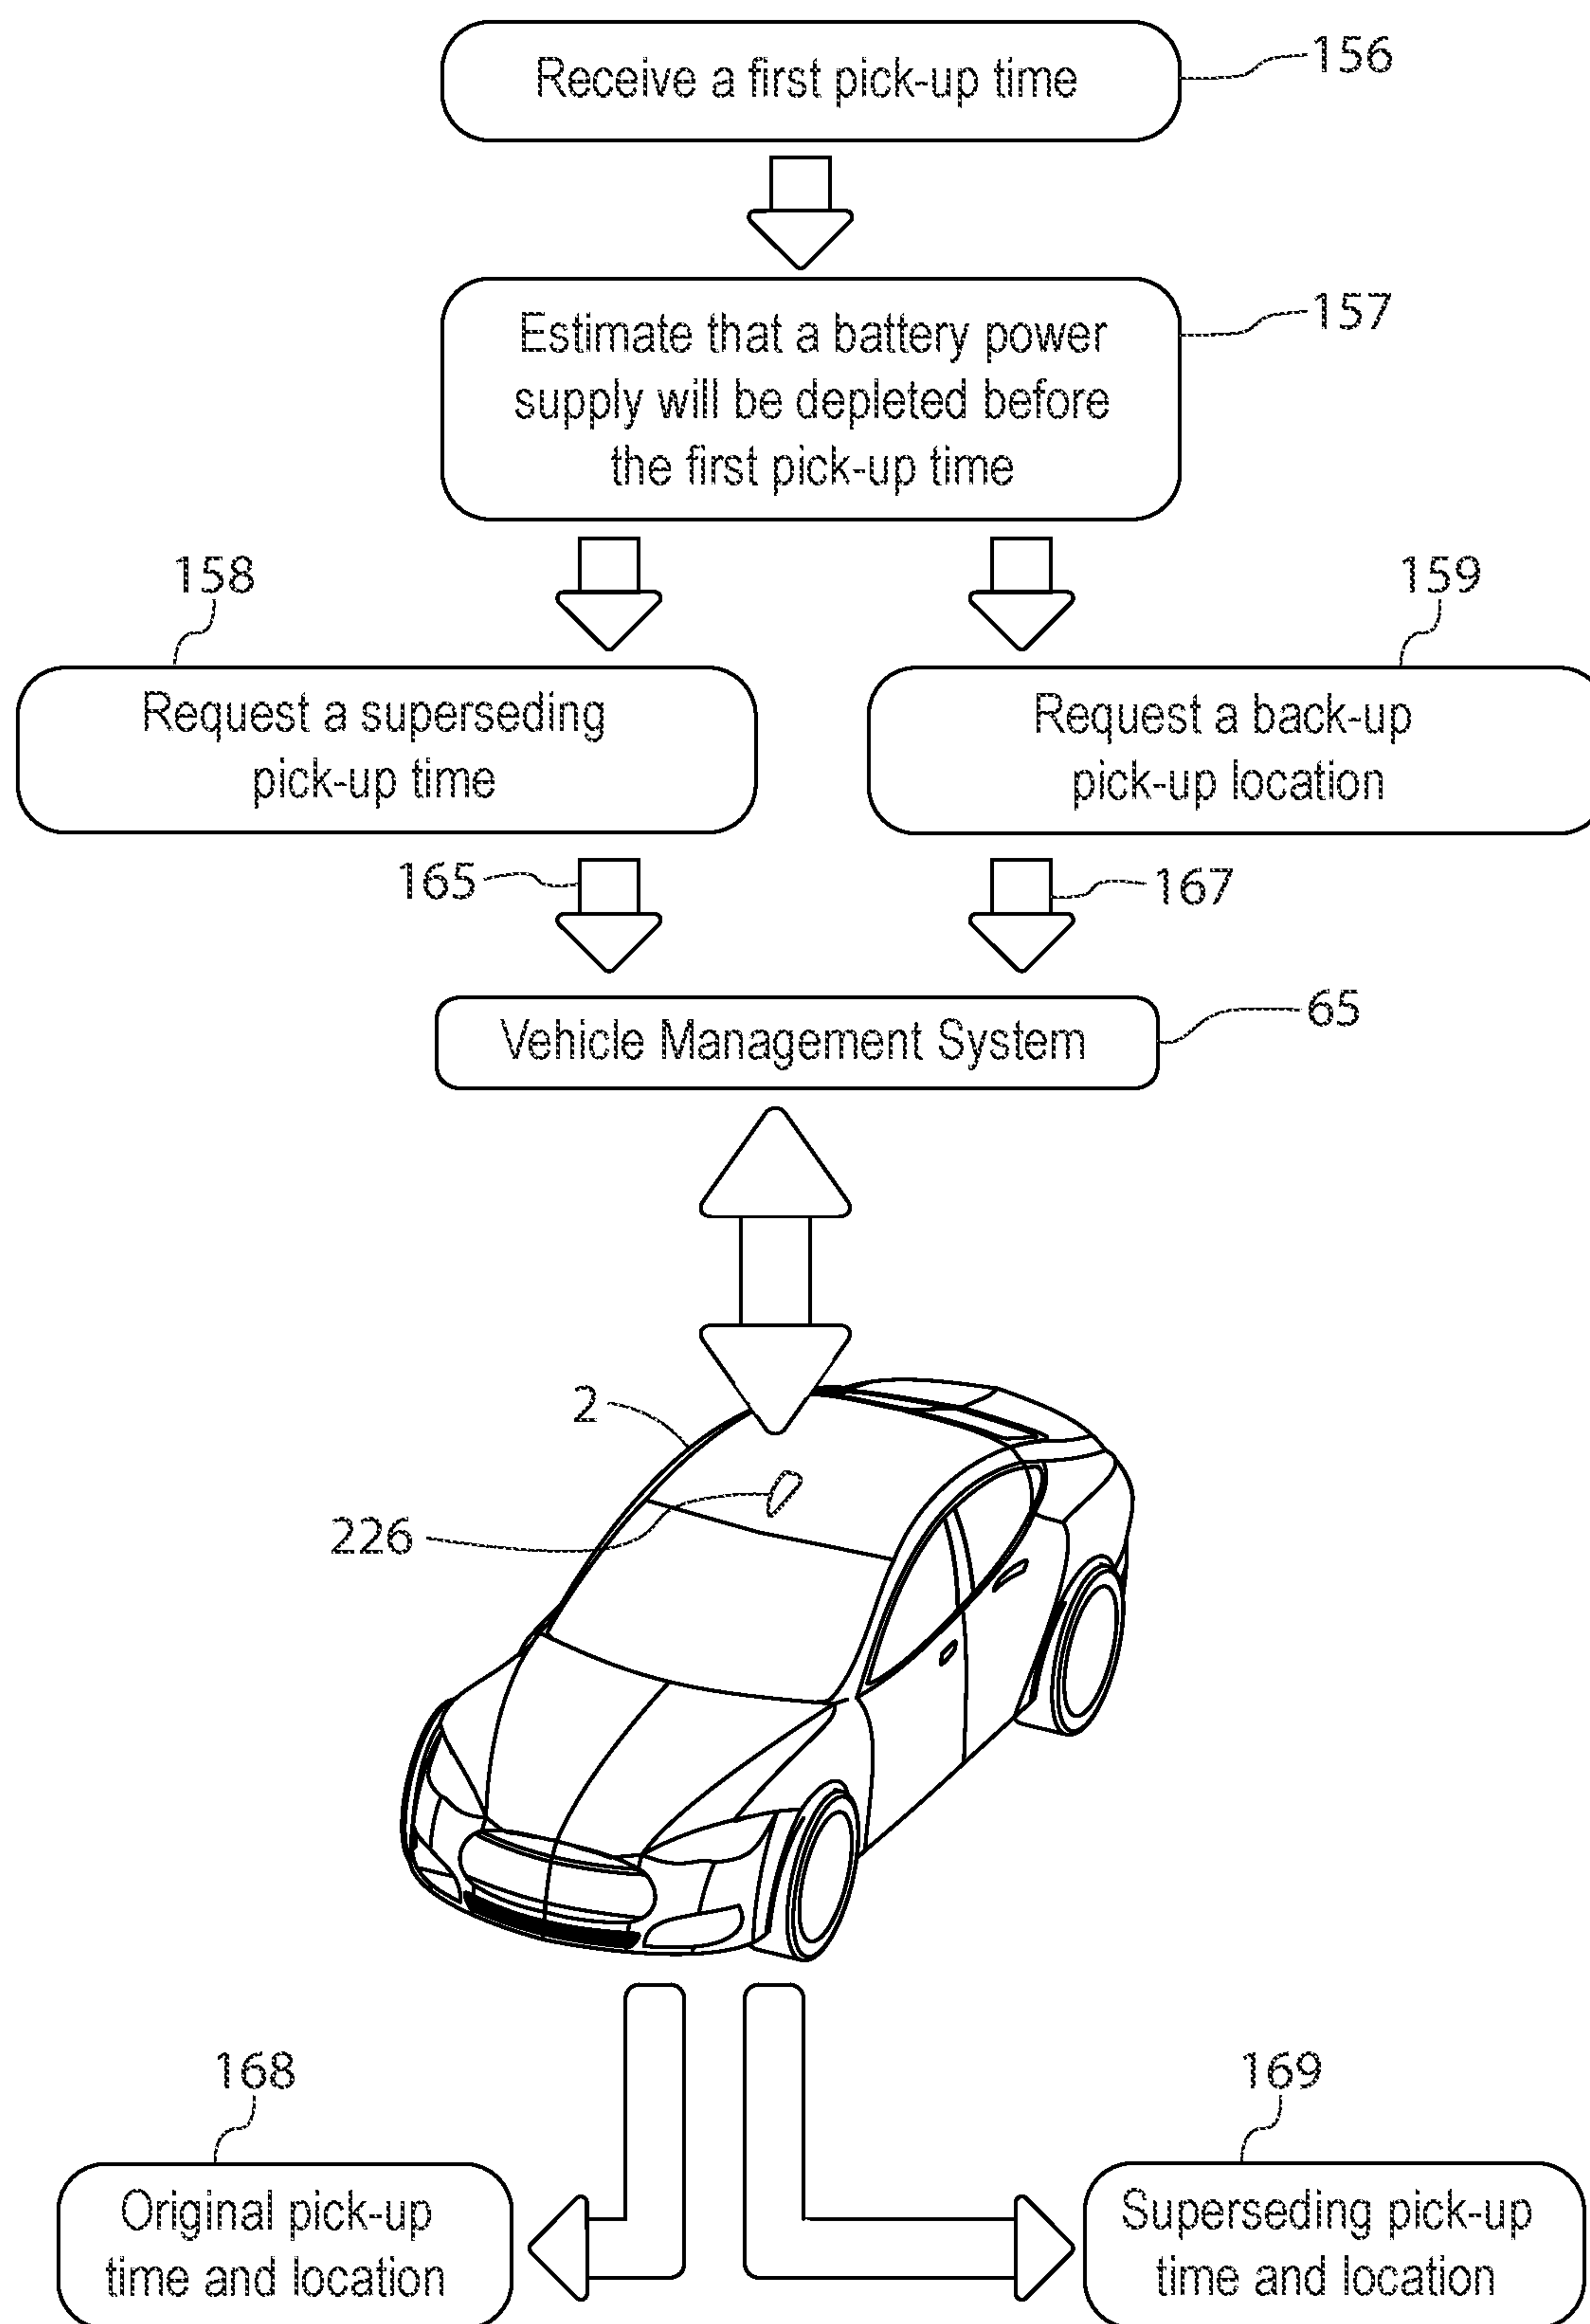 Receive a first pick-up time
156
Estimate that a battery power
supply will be depleted before
the first pick-up time
157
158
159
Request a superseding
pick-up time
Request a back-up
pick-up location
165
167
Vehicle Management System
65
2
226
168
169
Original pick-up
time and location
Superseding pick-up
time and location